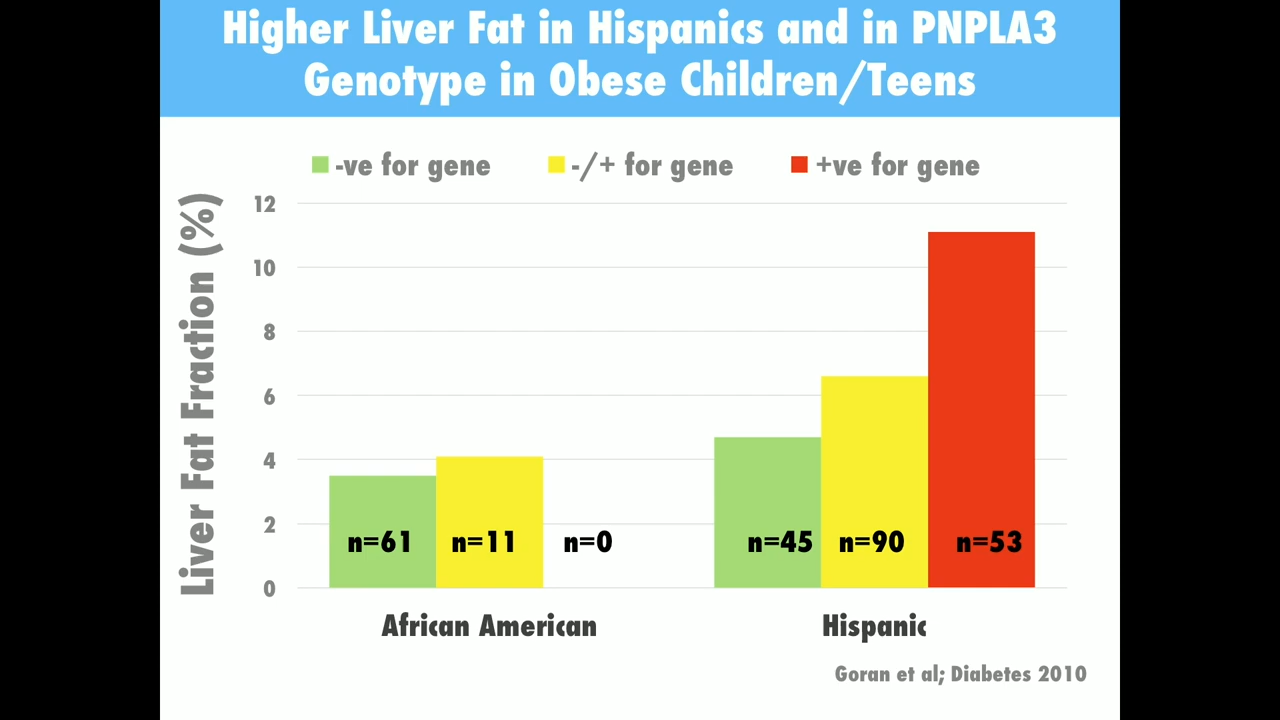 Higher Liver Fat in Hispanics and in PNPLA3
Genotype in Obese Children/Teens
-ve for gene
-/+ for gene
+ve for gene
Liver Fat Fraction (%)
12
10
8
6
4
2
0
n=61
n=11
n=0
n=45
n=90
n=53
African American
Hispanic
Goran et al; Diabetes 2010